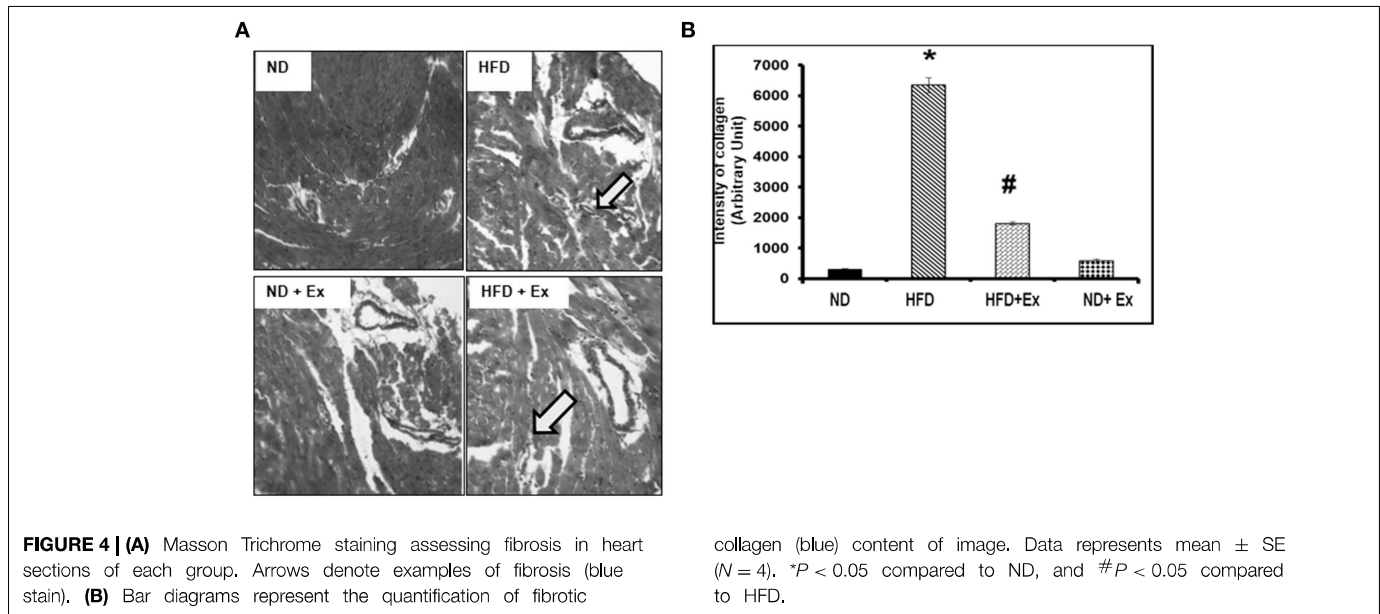 A
ND
HFD
ND + Ex
HFD + Ex
B
Intensity of collagen
(Arbitrary Unit)
7000
6000
5000
4000
3000
2000
1000
0
*
#
ND
HFD
HFD+Ex
ND+ Ex
FIGURE 4 | (A) Masson Trichrome staining assessing fibrosis in heart
sections of each group. Arrows denote examples of fibrosis (blue
stain). (B) Bar diagrams represent the quantification of fibrotic
collagen (blue) content of image. Data represents mean ± SE
(N = 4). *P < 0.05 compared to ND, and #P < 0.05 compared
to HFD.